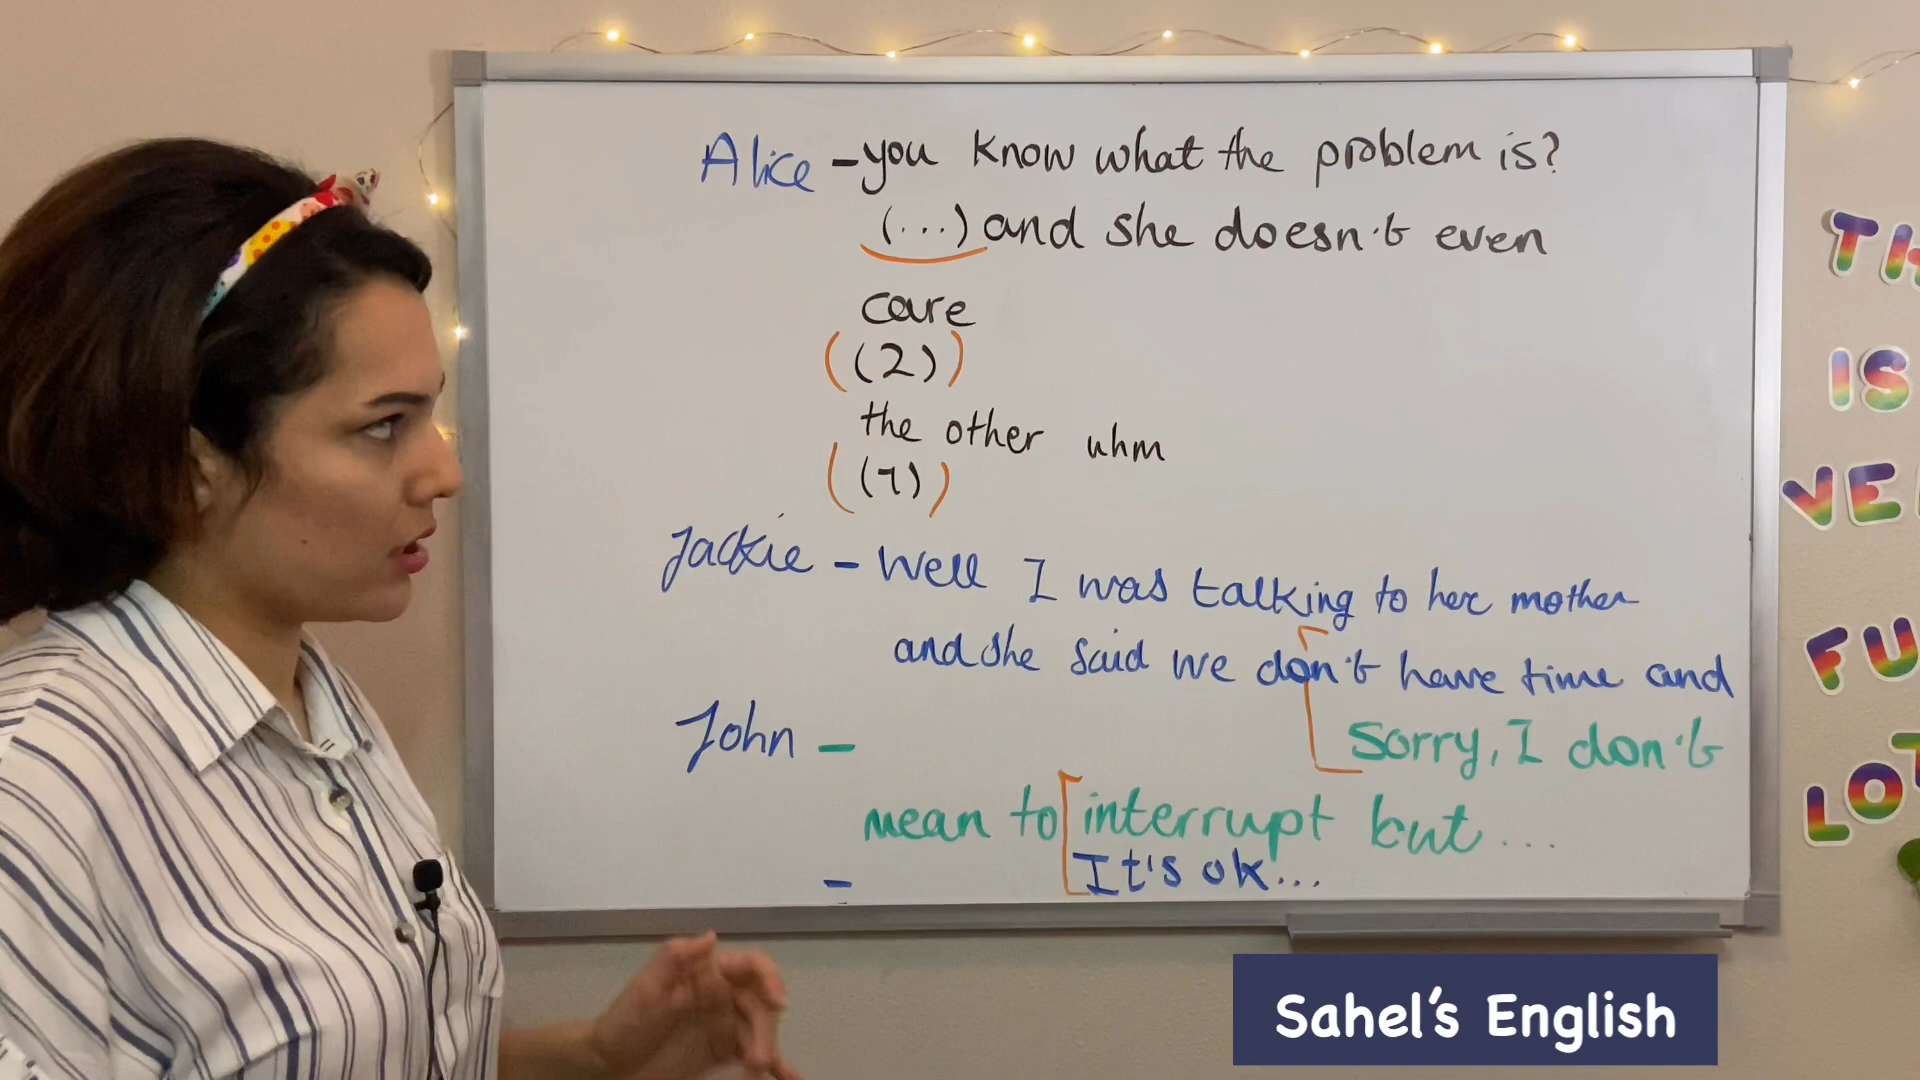 Alice - you know what the problem is?
(...) and she doesn't even
care
((2))
the other uhm
((7))
Jackie - Well I was talking to her mother
and she said we don't have time and
John - Sorry, I don't
mean to [interrupt but...
- It's ok...
TH
IS
VE
FU
LOT
Sahel's English